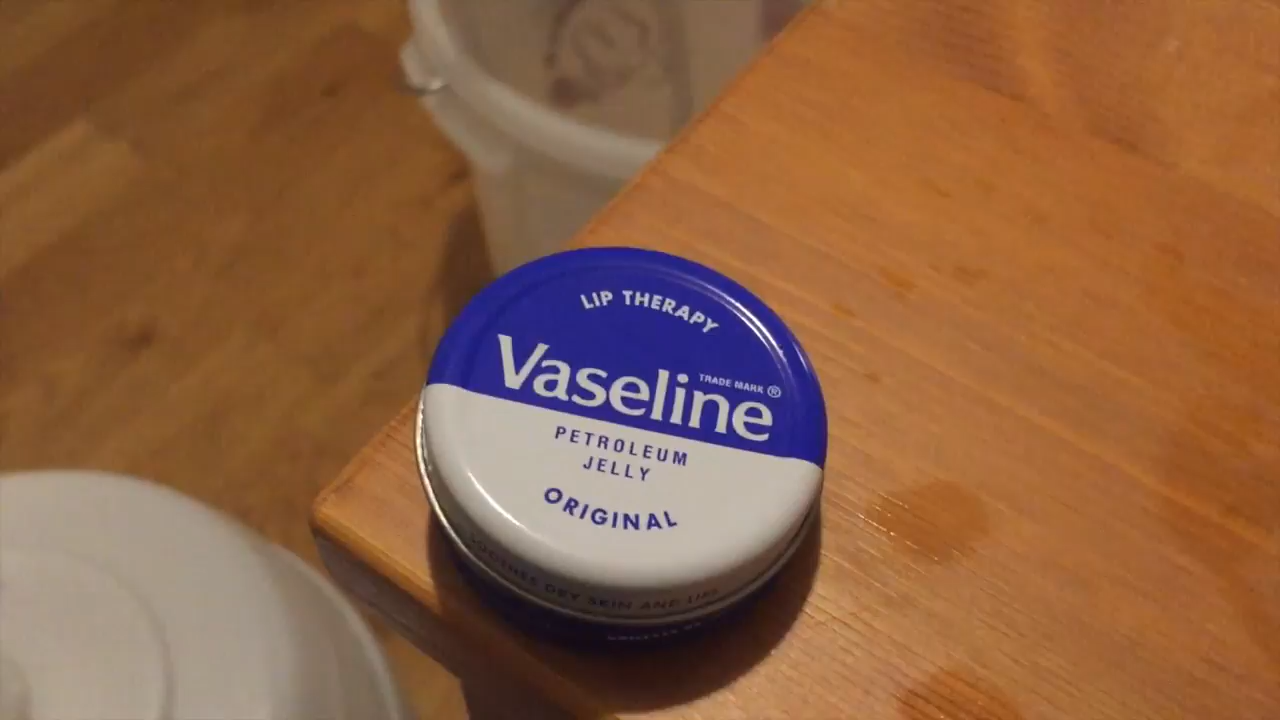 LIP THERAPY
Vaseline
TRADE MARK ®
PETROLEUM
JELLY
ORIGINAL
SOOTHES DRY SKIN AND LIPS